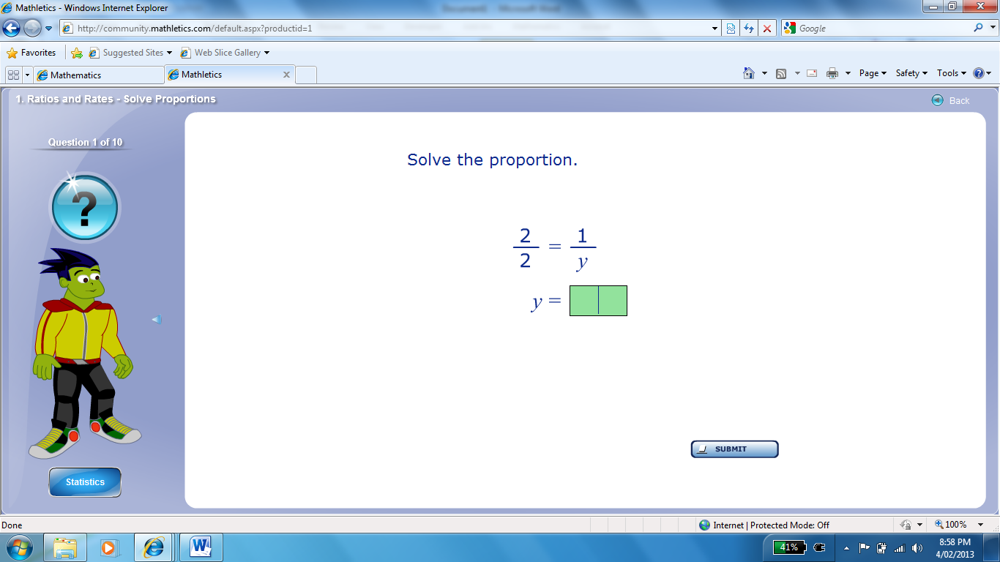 Mathletics - Windows Internet Explorer
http://community.mathletics.com/default.aspx?productid=1
Google
Favorites
Suggested Sites
Web Slice Gallery
Mathematics
Mathletics
Page
Safety
Tools
1. Ratios and Rates - Solve Proportions
Back
Question 1 of 10
?
Solve the proportion.
2/2 = 1/y
y =
SUBMIT
Statistics
Done
Internet | Protected Mode: Off
100%
41%
8:58 PM
4/02/2013